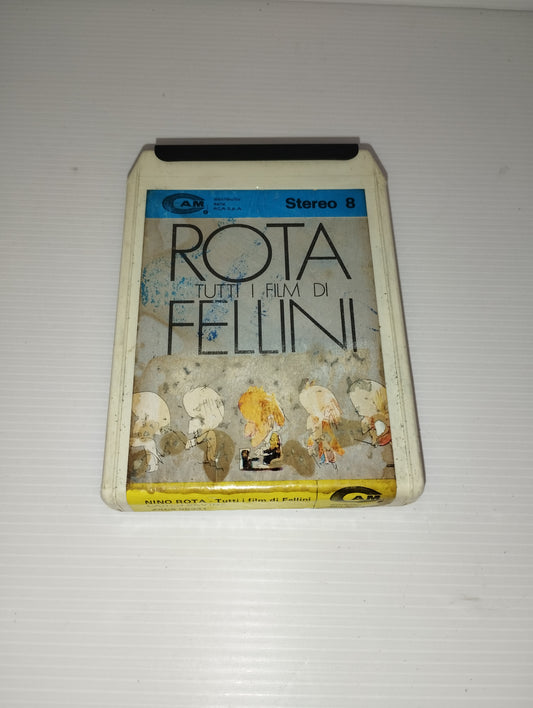 CAM
Stereo 8
ROTA
TUTTI I FILM DI
FELLINI
NINO ROTA - Tutti i film di Fellini
CAM